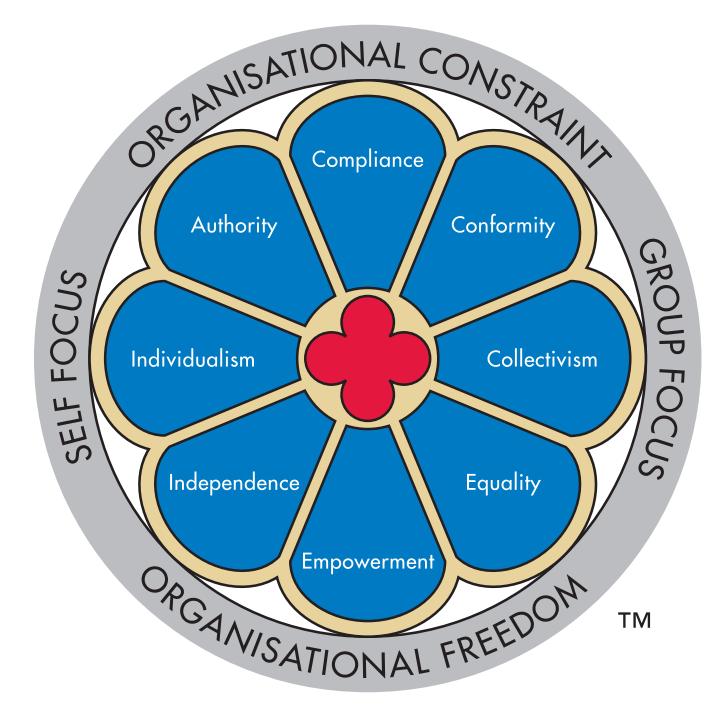 ORGANISATIONAL CONSTRAINT
Compliance
Authority
Conformity
SELF FOCUS
Individualism
Collectivism
GROUP FOCUS
Independence
Equality
Empowerment
ORGANISATIONAL FREEDOM
TM